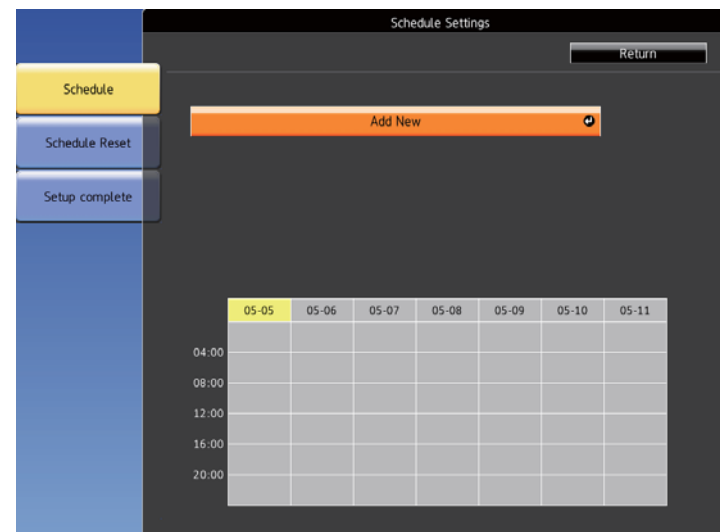 Schedule Settings
Return
Schedule
Schedule Reset
Setup complete
Add New
05-05 05-06 05-07 05-08 05-09 05-10 05-11
04:00
08:00
12:00
16:00
20:00